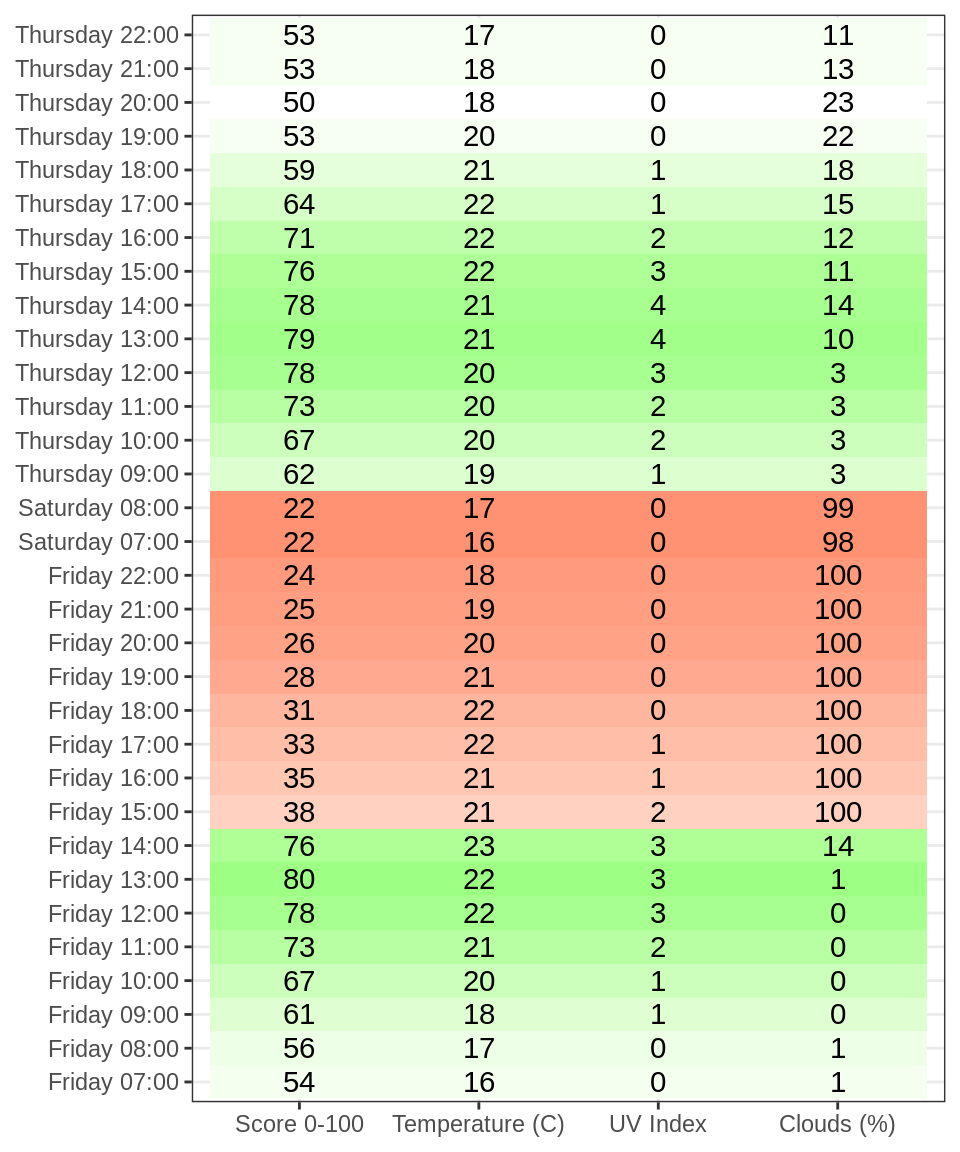 Thursday 22:00 53 17 0 11
Thursday 21:00 53 18 0 13
Thursday 20:00 50 18 0 23
Thursday 19:00 53 20 0 22
Thursday 18:00 59 21 1 18
Thursday 17:00 64 22 1 15
Thursday 16:00 71 22 2 12
Thursday 15:00 76 22 3 11
Thursday 14:00 78 21 4 14
Thursday 13:00 79 21 4 10
Thursday 12:00 78 20 3 3
Thursday 11:00 73 20 2 3
Thursday 10:00 67 20 2 3
Thursday 09:00 62 19 1 3
Saturday 08:00 22 17 0 99
Saturday 07:00 22 16 0 98
Friday 22:00 24 18 0 100
Friday 21:00 25 19 0 100
Friday 20:00 26 20 0 100
Friday 19:00 28 21 0 100
Friday 18:00 31 22 0 100
Friday 17:00 33 22 1 100
Friday 16:00 35 21 1 100
Friday 15:00 38 21 2 100
Friday 14:00 76 23 3 14
Friday 13:00 80 22 3 1
Friday 12:00 78 22 3 0
Friday 11:00 73 21 2 0
Friday 10:00 67 20 1 0
Friday 09:00 61 18 1 0
Friday 08:00 56 17 0 1
Friday 07:00 54 16 0 1
Score 0-100 Temperature (C) UV Index Clouds (%)